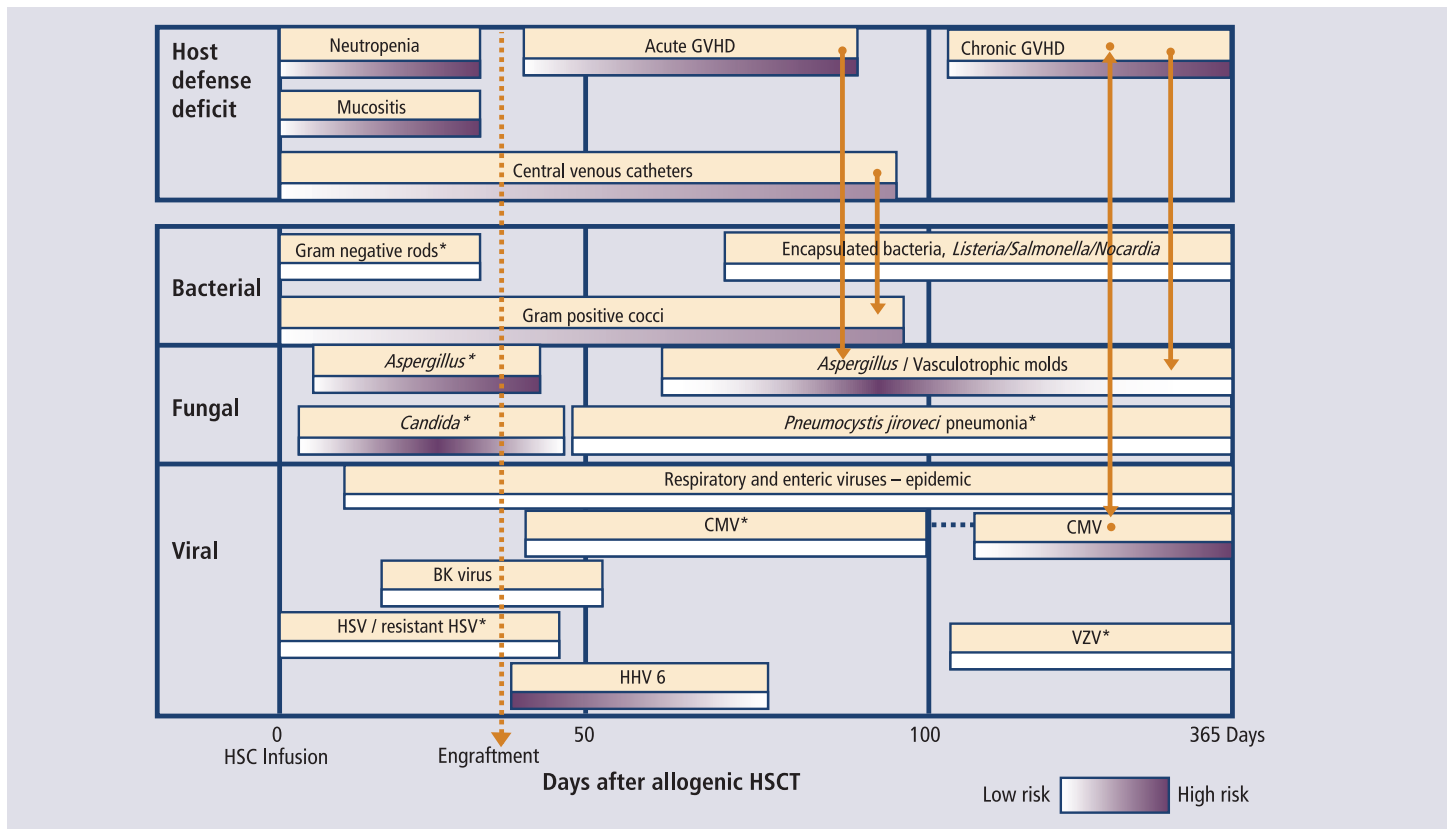 Host
defense
deficit
Neutropenia
Acute GVHD
Chronic GVHD
Mucositis
Central venous catheters
Bacterial
Gram negative rods*
Encapsulated bacteria, Listeria/Salmonella/Nocardia
Gram positive cocci
Fungal
Aspergillus*
Aspergillus / Vasculotrophic molds
Candida*
Pneumocystis jiroveci pneumonia*
Viral
Respiratory and enteric viruses – epidemic
CMV*
CMV
BK virus
HSV / resistant HSV*
VZV*
HHV 6
0
50
100
365 Days
HSC Infusion
Engraftment
Days after allogenic HSCT
Low risk
High risk